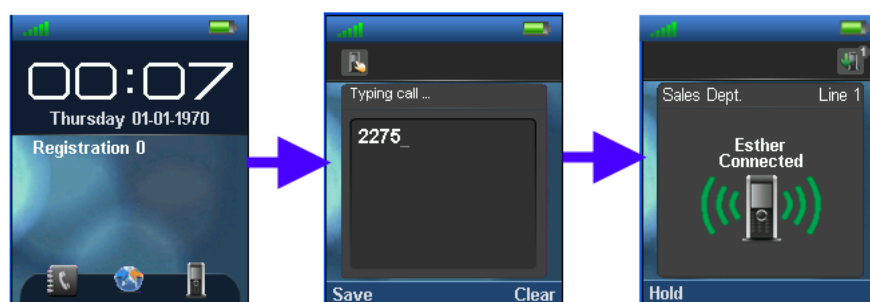 00:07
Thursday 01-01-1970
Registration 0
Typing call ...
2275_
Save Clear
1
Sales Dept. Line 1
Esther
Connected
Hold